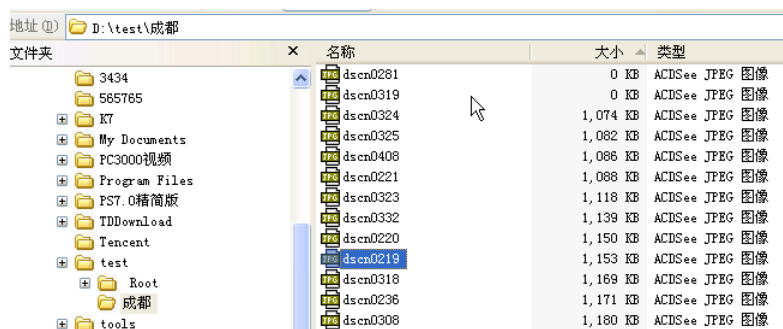 地址(D) D:\test\成都
文件夹 × 名称 大小 类型
3434
565765
K7
My Documents
PC3000视频
Program Files
PS7.0精简版
TDDownload
Tencent
test
Root
成都
tools
dscn0281 0 KB ACDSee JPEG 图像
dscn0319 0 KB ACDSee JPEG 图像
dscn0324 1,074 KB ACDSee JPEG 图像
dscn0325 1,082 KB ACDSee JPEG 图像
dscn0408 1,086 KB ACDSee JPEG 图像
dscn0221 1,088 KB ACDSee JPEG 图像
dscn0323 1,118 KB ACDSee JPEG 图像
dscn0332 1,139 KB ACDSee JPEG 图像
dscn0220 1,150 KB ACDSee JPEG 图像
dscn0219 1,153 KB ACDSee JPEG 图像
dscn0318 1,169 KB ACDSee JPEG 图像
dscn0236 1,171 KB ACDSee JPEG 图像
dscn0308 1,180 KB ACDSee JPEG 图像